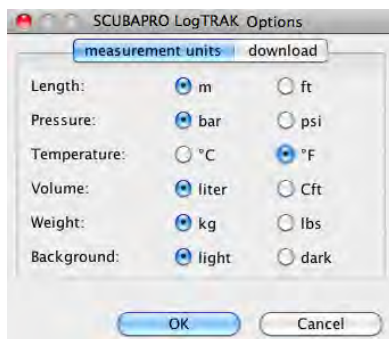 SCUBAPRO LogTRAK Options
measurement units download
Length: m ft
Pressure: bar psi
Temperature: °C °F
Volume: liter Cft
Weight: kg lbs
Background: light dark
OK Cancel